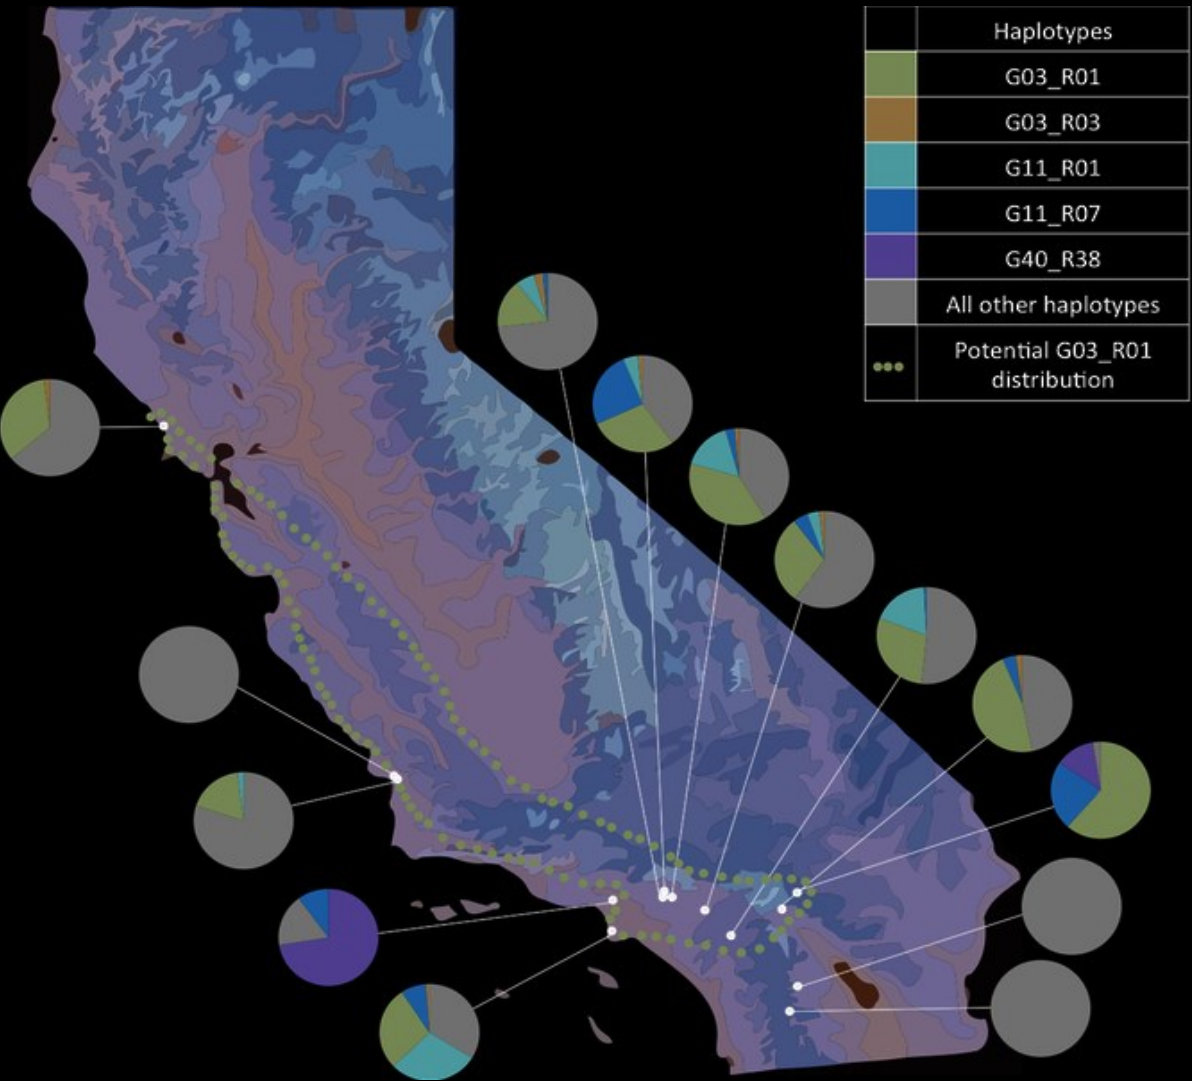 Haplotypes
G03_R01
G03_R03
G11_R01
G11_R07
G40_R38
All other haplotypes
Potential G03_R01
distribution